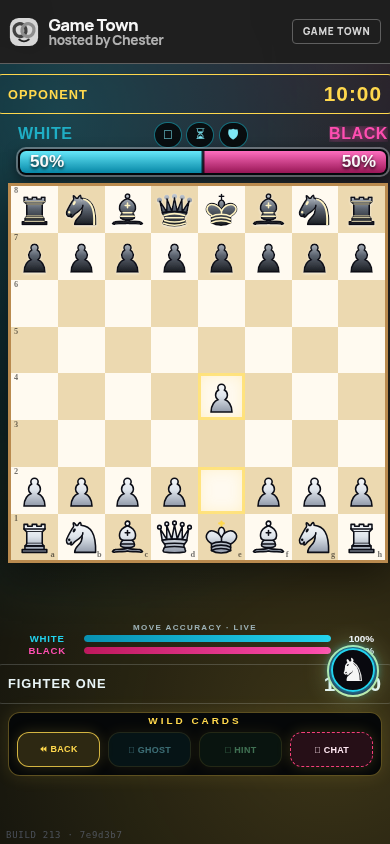 Game Town
hosted by Chester
GAME TOWN
OPPONENT
10:00
WHITE
BLACK
50%
50%
8
7
6
5
4
3
2
1
a
b
c
d
e
f
g
h
MOVE ACCURACY · LIVE
WHITE
100%
BLACK
FIGHTER ONE
WILD CARDS
BACK
GHOST
HINT
CHAT
BUILD 213 · 7e9d3b7